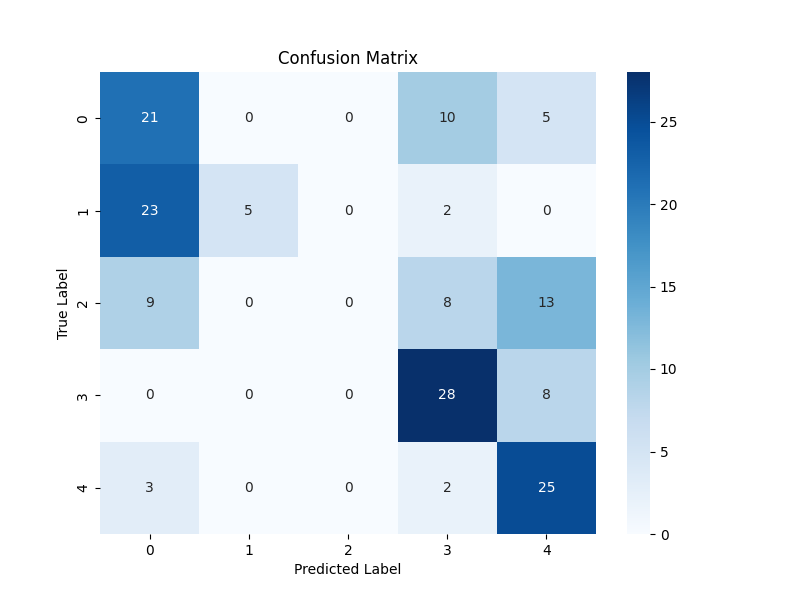 Confusion Matrix
0 21 0 0 10 5
1 23 5 0 2 0
2 9 0 0 8 13
3 0 0 0 28 8
4 3 0 0 2 25
True Label
0 1 2 3 4
Predicted Label
25
20
15
10
5
0